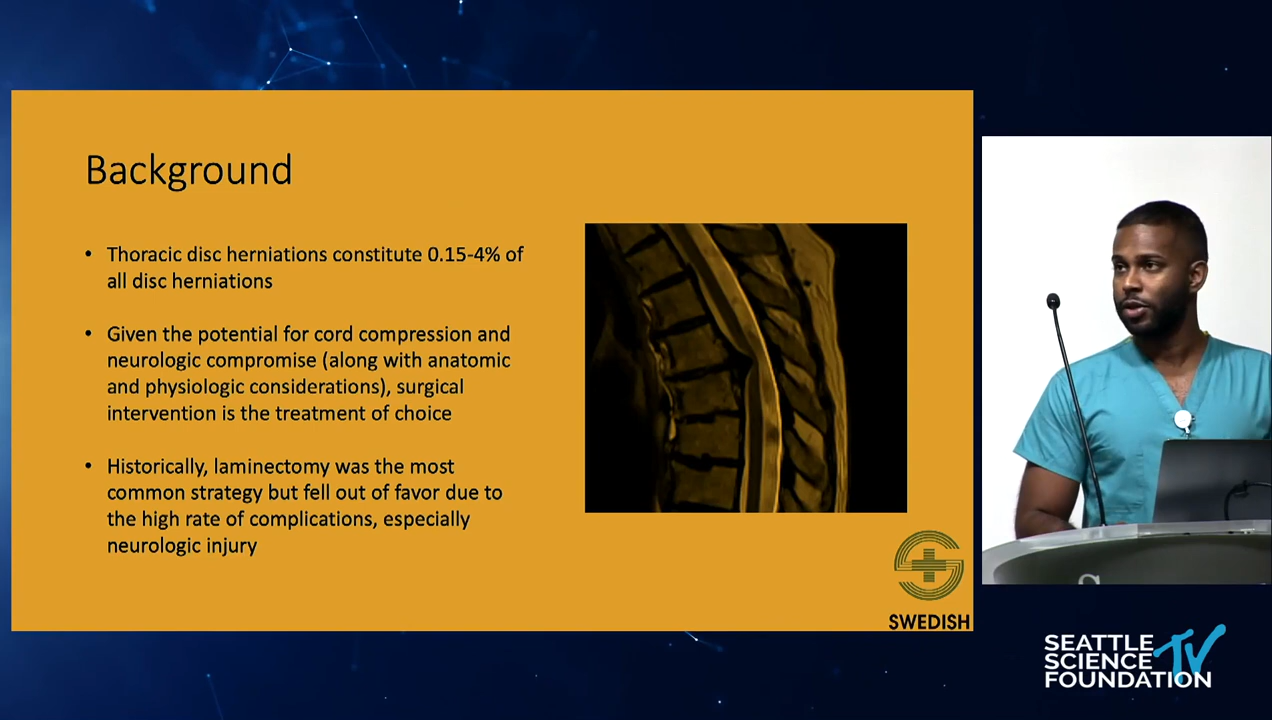 Background
• Thoracic disc herniations constitute 0.15-4% of
all disc herniations
• Given the potential for cord compression and
neurologic compromise (along with anatomic
and physiologic considerations), surgical
intervention is the treatment of choice
• Historically, laminectomy was the most
common strategy but fell out of favor due to
the high rate of complications, especially
neurologic injury
SWEDISH
S
SEATTLE
SCIENCE
FOUNDATION
TV